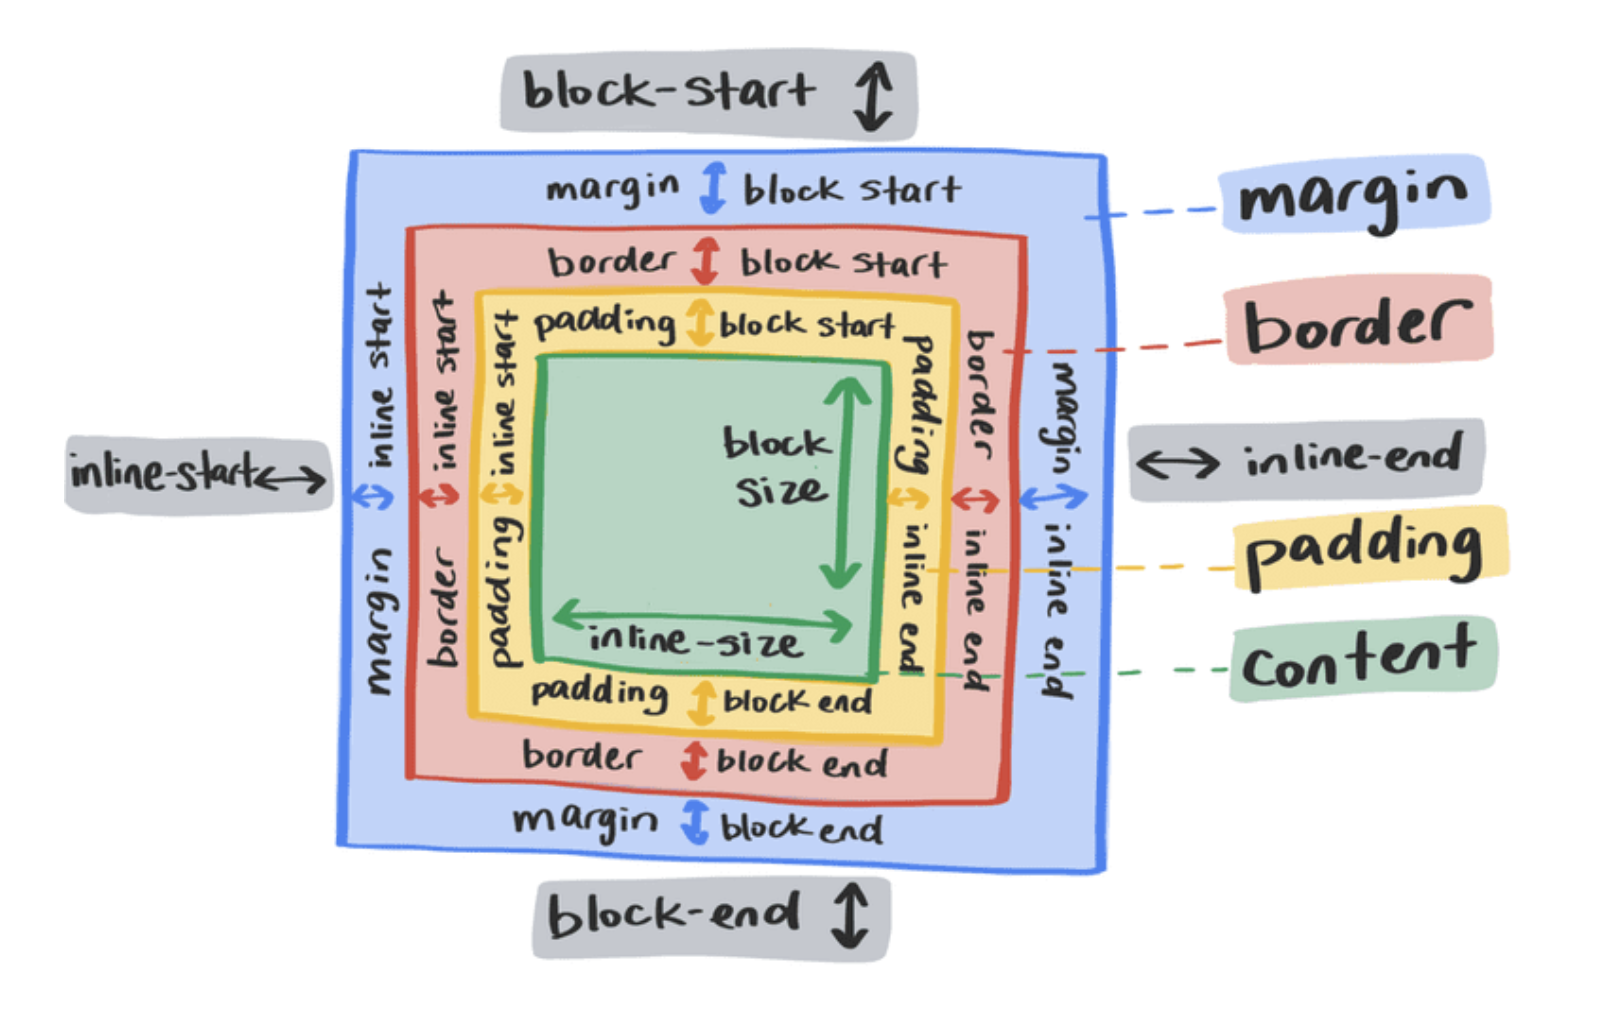 block-start
margin block start
border block start
padding block start
inline-start
margin inline start
border inline start
padding inline start
block
size
inline-size
padding inline end
border inline end
margin inline end
padding block end
border block end
margin block end
block-end
margin
border
inline-end
padding
content